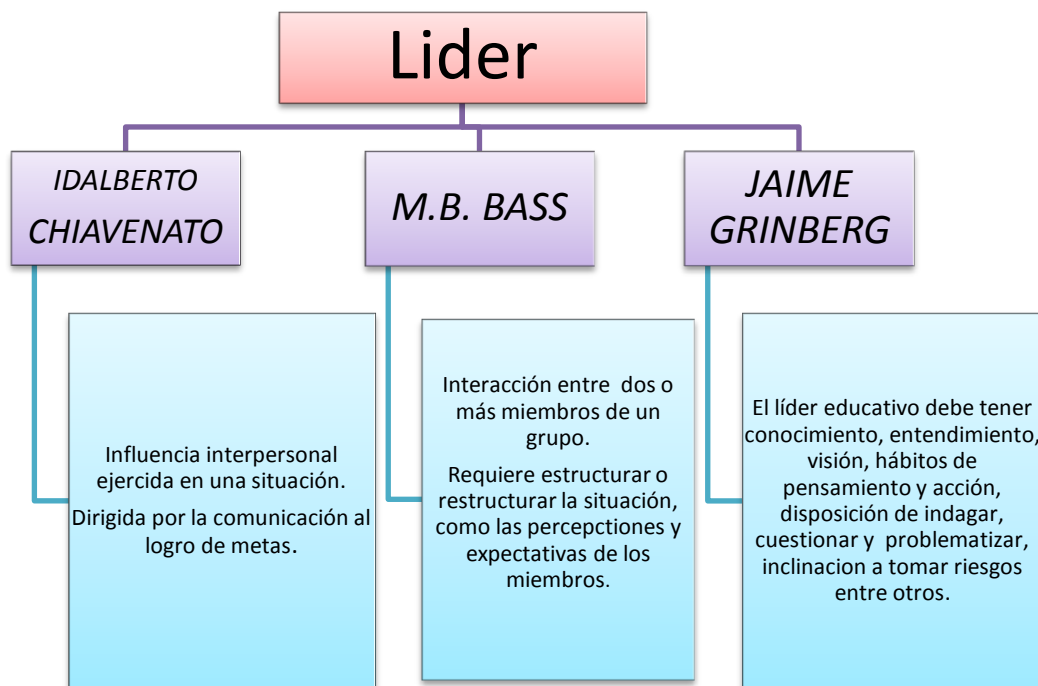 Lider
IDALBERTO
CHIAVENATO
M.B. BASS
JAIME
GRINBERG
Influencia interpersonal
ejercida en una situación.
Dirigida por la comunicación al
logro de metas.
Interacción entre dos o
más miembros de un
grupo.
Requiere estructurar o
restructurar la situación,
como las percepctiones y
expectativas de los
miembros.
El líder educativo debe tener
conocimiento, entendimiento,
visión, hábitos de
pensamiento y acción,
disposición de indagar,
cuestionar y problematizar,
inclinacion a tomar riesgos
entre otros.